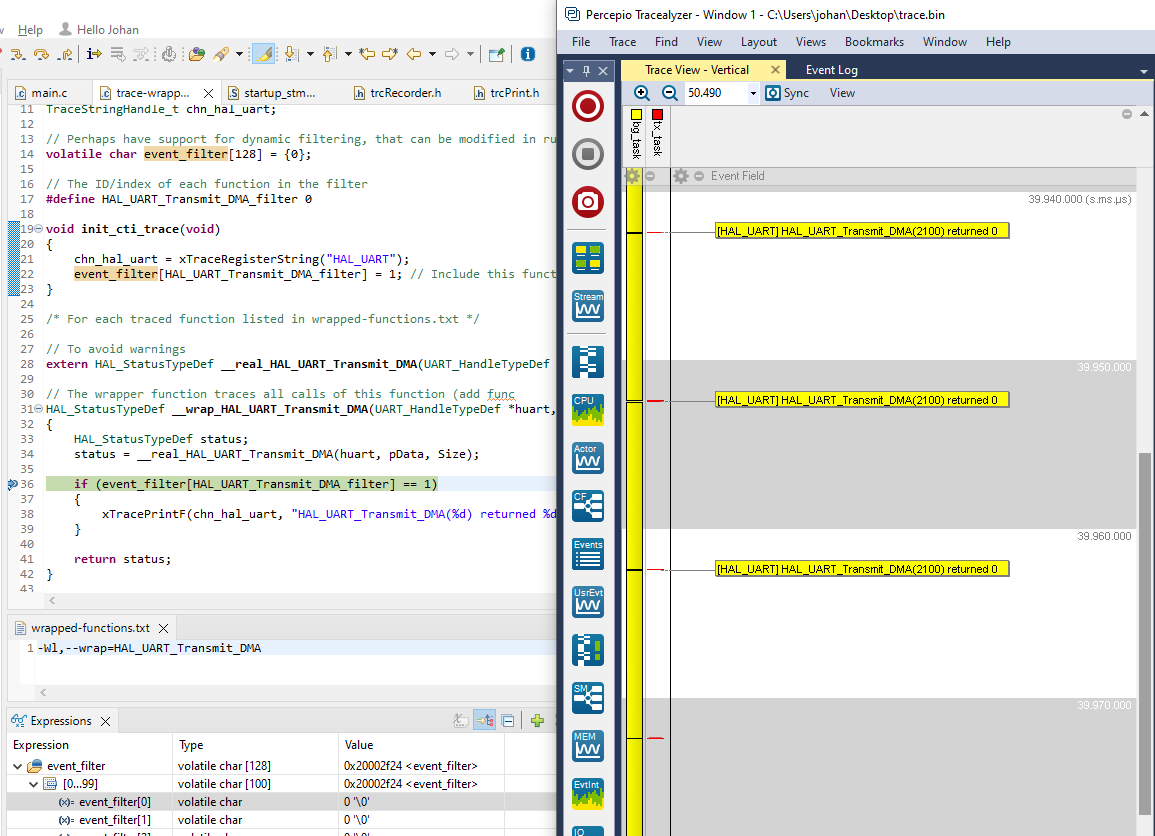 Help Hello Johan
main.c trace-wrapp... startup_stm... trcRecorder.h trcPrint.h
11 TraceStringHandle_t chn_hal_uart;
12
13 // Perhaps have support for dynamic filtering, that can be modified in ru
14 volatile char event_filter[128] = {0};
15
16 // The ID/index of each function in the filter
17 #define HAL_UART_Transmit_DMA_filter 0
18
19 void init_cti_trace(void)
20 {
21 chn_hal_uart = xTraceRegisterString("HAL_UART");
22 event_filter[HAL_UART_Transmit_DMA_filter] = 1; // Include this funct
23 }
24
25 /* For each traced function listed in wrapped-functions.txt */
26
27 // To avoid warnings
28 extern HAL_StatusTypeDef __real_HAL_UART_Transmit_DMA(UART_HandleTypeDef
29
30 // The wrapper function traces all calls of this function (add func
31 HAL_StatusTypeDef __wrap_HAL_UART_Transmit_DMA(UART_HandleTypeDef *huart,
32 {
33 HAL_StatusTypeDef status;
34 status = __real_HAL_UART_Transmit_DMA(huart, pData, Size);
35
36 if (event_filter[HAL_UART_Transmit_DMA_filter] == 1)
37 {
38 xTracePrintF(chn_hal_uart, "HAL_UART_Transmit_DMA(%d) returned %d
39 }
40
41 return status;
42 }
43
wrapped-functions.txt
1 -Wl,--wrap=HAL_UART_Transmit_DMA
Expressions
Expression Type Value
event_filter volatile char [128] 0x20002f24 <event_filter>
[0...99] volatile char [100] 0x20002f24 <event_filter>
(x)= event_filter[0] volatile char 0 '\0'
(x)= event_filter[1] volatile char 0 '\0'
Percepio Tracealyzer - Window 1 - C:\Users\johan\Desktop\trace.bin
File Trace Find View Layout Views Bookmarks Window Help
Trace View - Vertical Event Log
50.490 Sync View
bg_task
tx_task
Event Field
39.940.000 (s.ms.µs)
[HAL_UART] HAL_UART_Transmit_DMA(2100) returned 0
39.950.000
[HAL_UART] HAL_UART_Transmit_DMA(2100) returned 0
39.960.000
[HAL_UART] HAL_UART_Transmit_DMA(2100) returned 0
39.970.000
Stream
CPU
Actor
CF
Events
UsrEvt
SM
MEM
EvtInt
IO